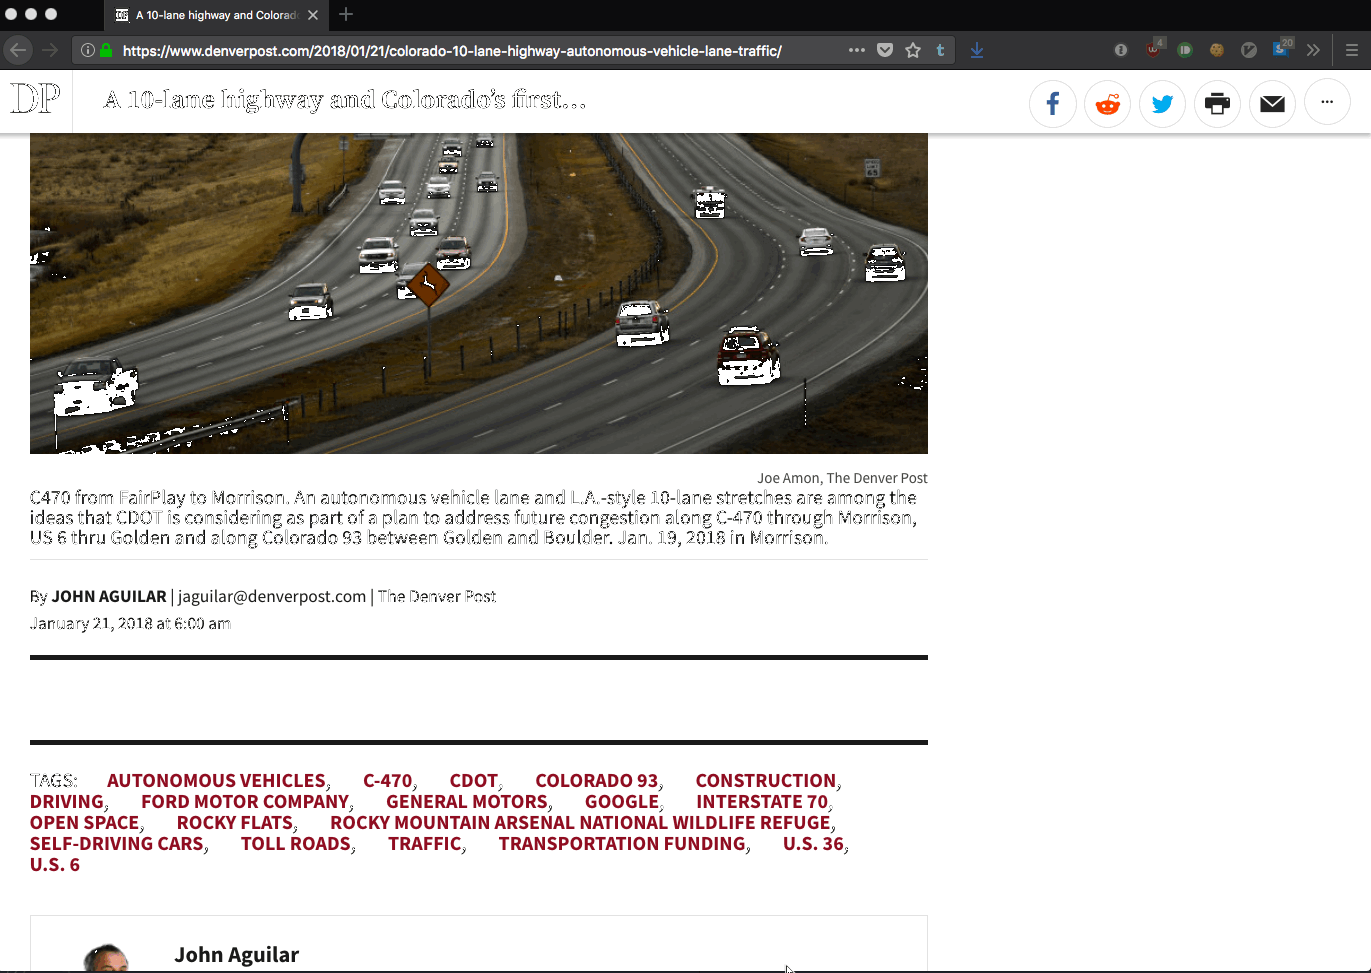 A 10-lane highway and Colorad
https://www.denverpost.com/2018/01/21/colorado-10-lane-highway-autonomous-vehicle-lane-traffic/
4
20
DP
A 10-lane highway and Colorado's first...
Joe Amon, The Denver Post
C470 from FairPlay to Morrison. An autonomous vehicle lane and L.A.-style 10-lane stretches are among the
ideas that CDOT is considering as part of a plan to address future congestion along C-470 through Morrison,
US 6 thru Golden and along Colorado 93 between Golden and Boulder. Jan. 19, 2018 in Morrison.
By JOHN AGUILAR | jaguilar@denverpost.com | The Denver Post
January 21, 2018 at 6:00 am
TAGS: AUTONOMOUS VEHICLES, C-470, CDOT, COLORADO 93, CONSTRUCTION,
DRIVING, FORD MOTOR COMPANY, GENERAL MOTORS, GOOGLE, INTERSTATE 70,
OPEN SPACE, ROCKY FLATS, ROCKY MOUNTAIN ARSENAL NATIONAL WILDLIFE REFUGE,
SELF-DRIVING CARS, TOLL ROADS, TRAFFIC, TRANSPORTATION FUNDING, U.S. 36,
U.S. 6
John Aguilar